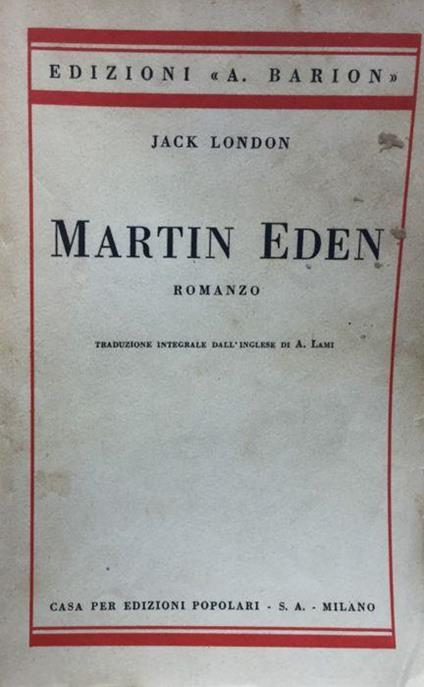 EDIZIONI «A. BARION»
JACK LONDON
MARTIN EDEN
ROMANZO
TRADUZIONE INTEGRALE DALL'INGLESE DI A. LAMI
CASA PER EDIZIONI POPOLARI - S. A. - MILANO